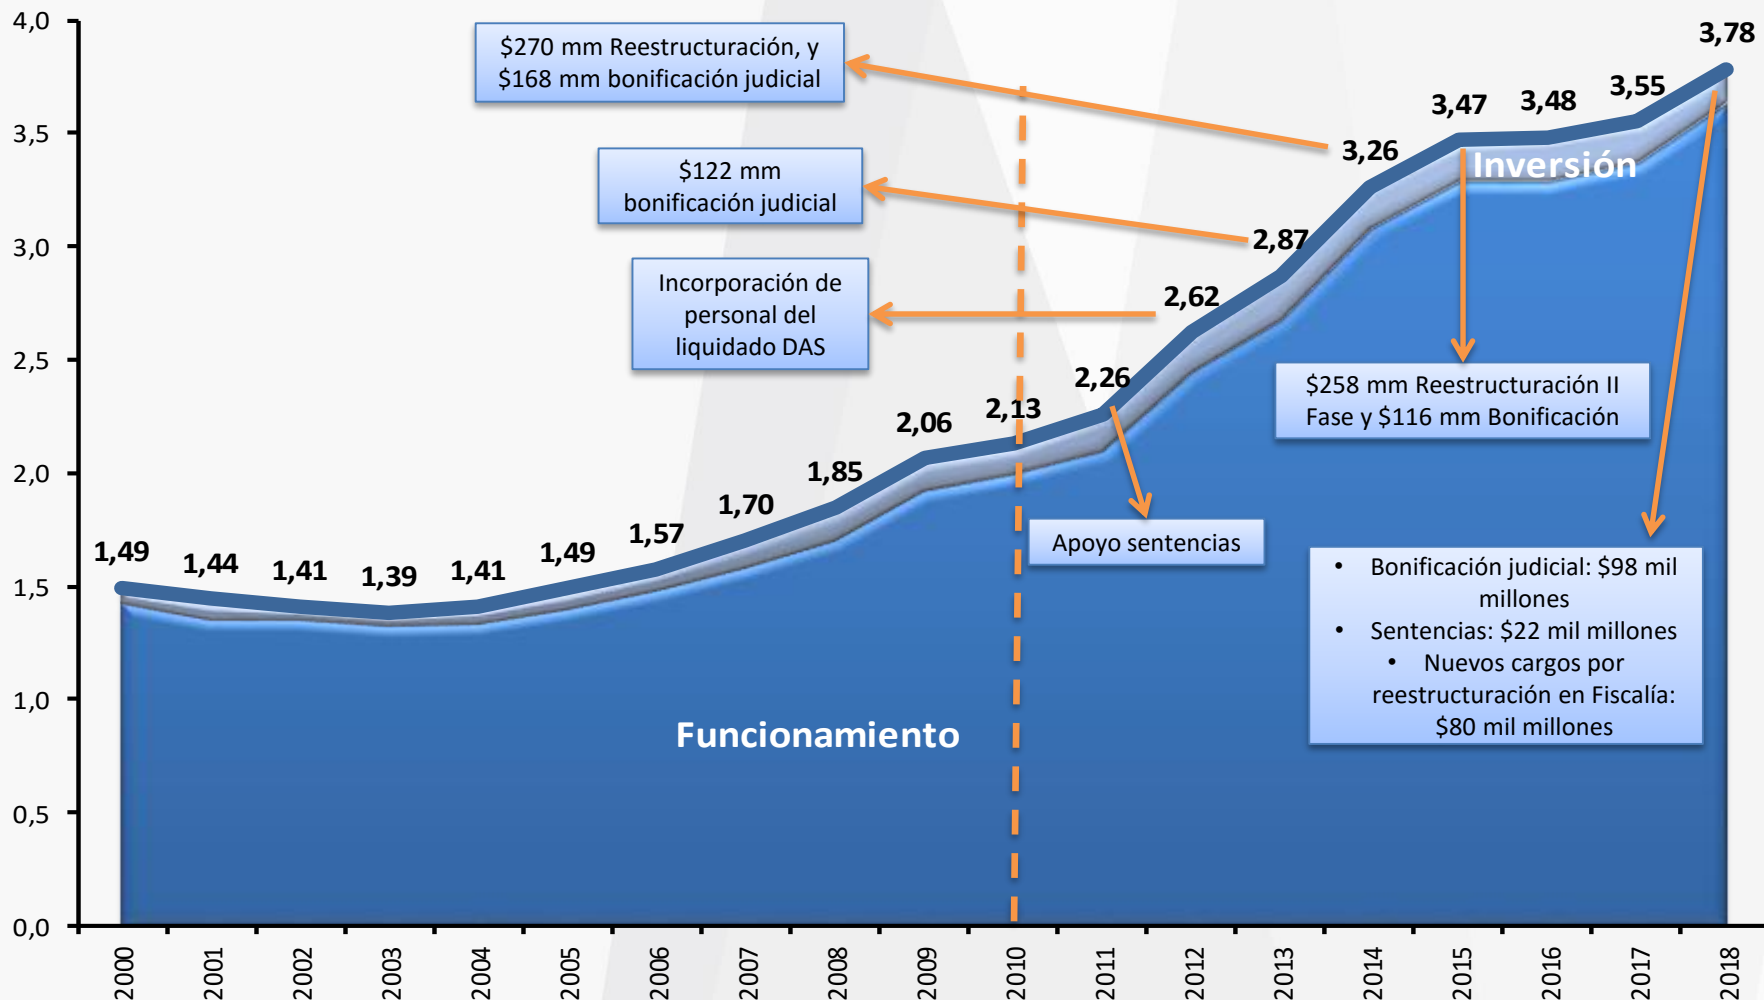 4,0
3,5
3,0
2,5
2,0
1,5
1,0
0,5
0,0
$270 mm Reestructuración, y
$168 mm bonificación judicial
$122 mm
bonificación judicial
Incorporación de
personal del
liquidado DAS
1,49
1,44
1,41
1,39
1,41
1,49
1,57
1,70
1,85
2,06
2,13
2,26
2,62
2,87
3,26
3,47
3,48
3,55
3,78
Inversión
$258 mm Reestructuración II
Fase y $116 mm Bonificación
Apoyo sentencias
• Bonificación judicial: $98 mil
millones
• Sentencias: $22 mil millones
• Nuevos cargos por
reestructuración en Fiscalía:
$80 mil millones
Funcionamiento
2000
2001
2002
2003
2004
2005
2006
2007
2008
2009
2010
2011
2012
2013
2014
2015
2016
2017
2018